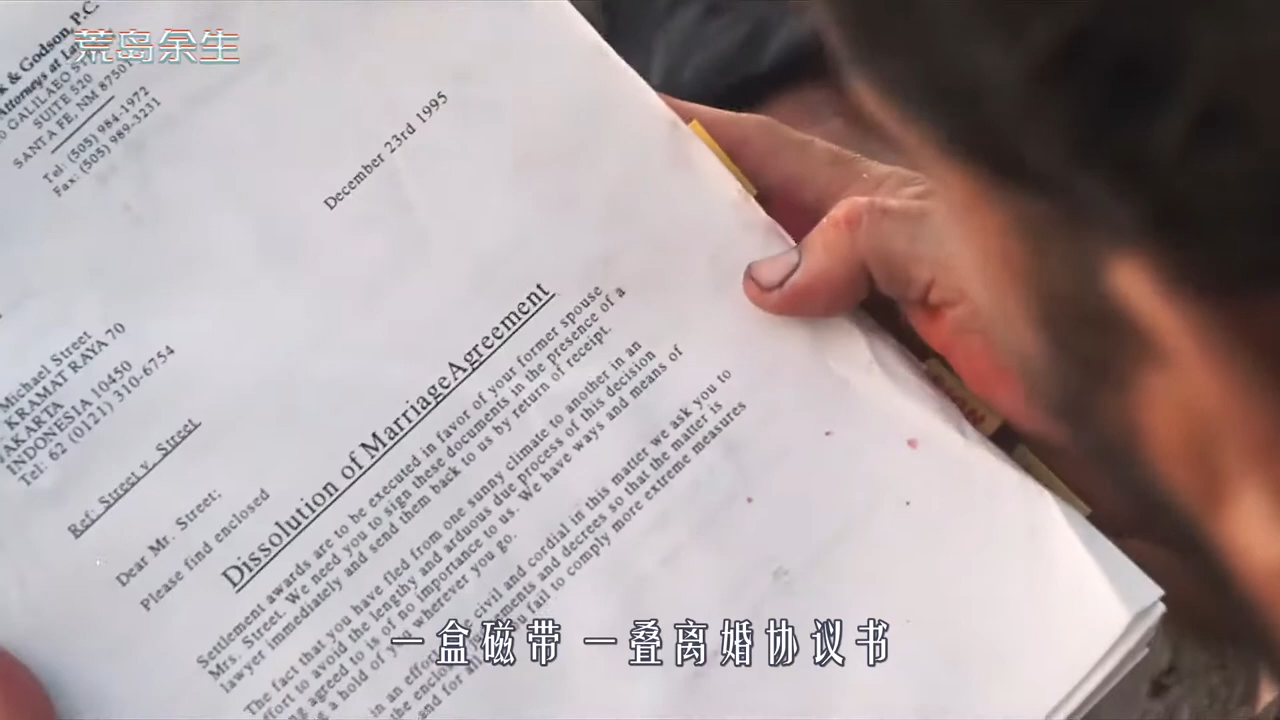 荒岛余生
k & Godson, P.C.
Attorneys at
GALILAEO
SUITE 520
SANTA FE, NM 87501
Tel: (505) 984-1972
Fax: (505) 989-3231
December 23rd 1995
Michael Street
KRAMAT RAYA 70
JAKARTA
INDONESIA 10450
Tel: 62 (0121) 310-6754
Ref: Street v. Street
Dear Mr. Street;
Please find enclosed
Dissolution of Marriage Agreement
Settlement awards are to be executed in favor of your former spouse
Mrs. Street. We need you to sign these documents in the presence of a
lawyer immediately and send them back to us by return of receipt.
The fact that you have fled from one sunny climate to another in an
effort to avoid the lengthy and arduous due process of this decision
agreed to is of no importance to us. We have ways and means of
a hold of you wherever you go.
in an effort civil and cordial in this matter we ask you to
the enclo ements and decrees so that the matter is
and for a ou fail to comply more extreme measures
一盒磁带 一叠离婚协议书